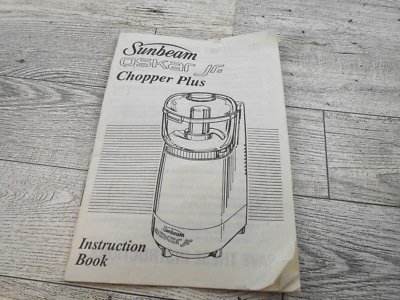 Sunbeam
oskar jr.
Chopper Plus
Sunbeam
oskar jr
Instruction
Book